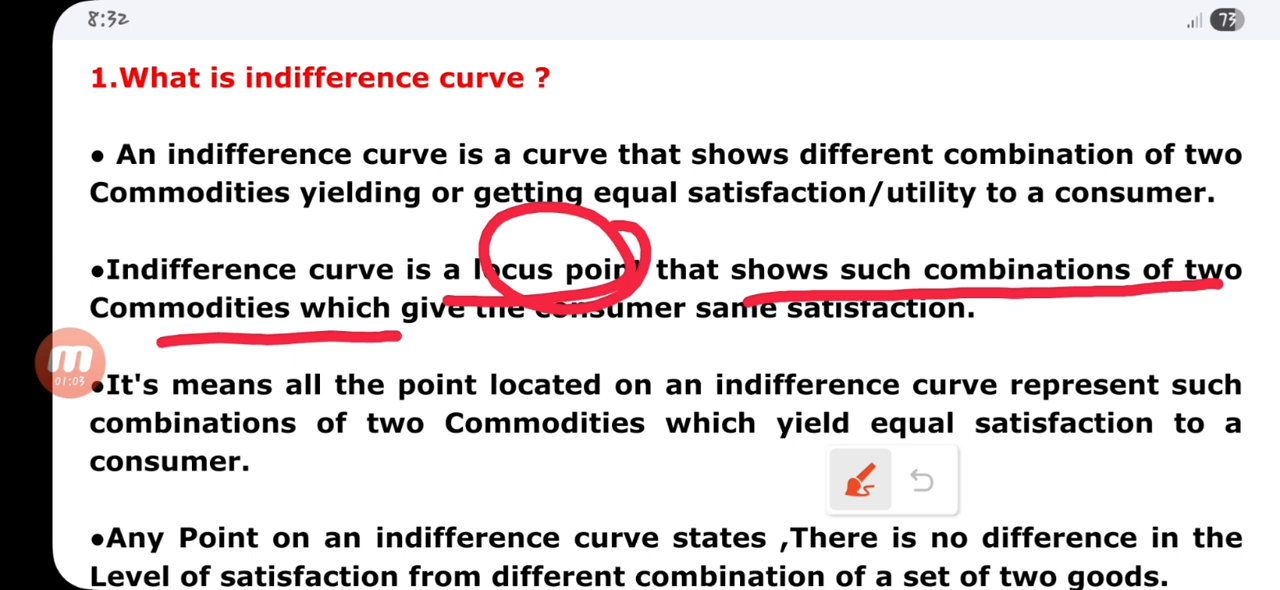 8:32
73
1.What is indifference curve ?
● An indifference curve is a curve that shows different combination of two
Commodities yielding or getting equal satisfaction/utility to a consumer.
●Indifference curve is a locus point that shows such combinations of two
Commodities which give the consumer same satisfaction.
01:03
●It's means all the point located on an indifference curve represent such
combinations of two Commodities which yield equal satisfaction to a
consumer.
●Any Point on an indifference curve states ,There is no difference in the
Level of satisfaction from different combination of a set of two goods.